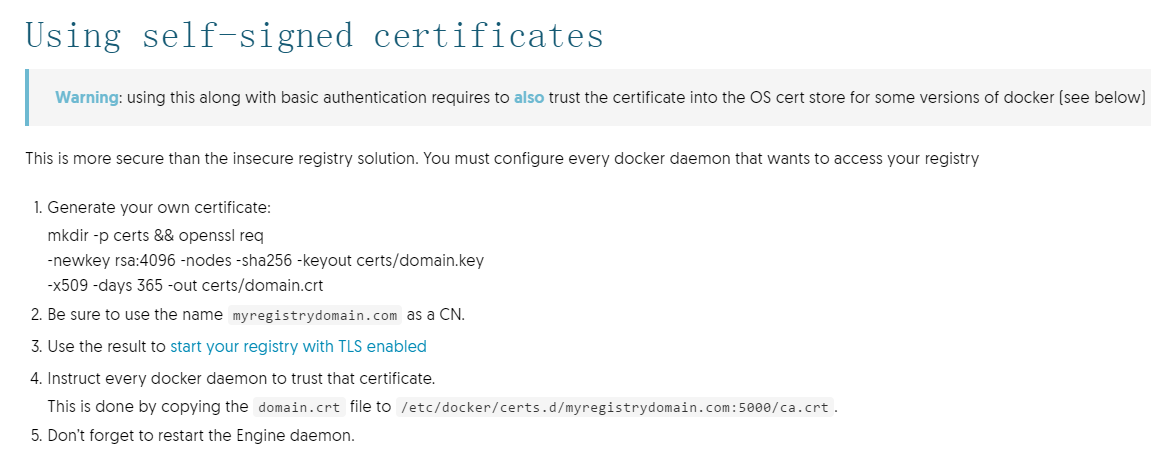 Using self-signed certificates
Warning: using this along with basic authentication requires to also trust the certificate into the OS cert store for some versions of docker (see below)
This is more secure than the insecure registry solution. You must configure every docker daemon that wants to access your registry
1. Generate your own certificate:
mkdir -p certs && openssl req
-newkey rsa:4096 -nodes -sha256 -keyout certs/domain.key
-x509 -days 365 -out certs/domain.crt
2. Be sure to use the name myregistrydomain.com as a CN.
3. Use the result to start your registry with TLS enabled
4. Instruct every docker daemon to trust that certificate.
This is done by copying the domain.crt file to /etc/docker/certs.d/myregistrydomain.com:5000/ca.crt .
5. Don't forget to restart the Engine daemon.